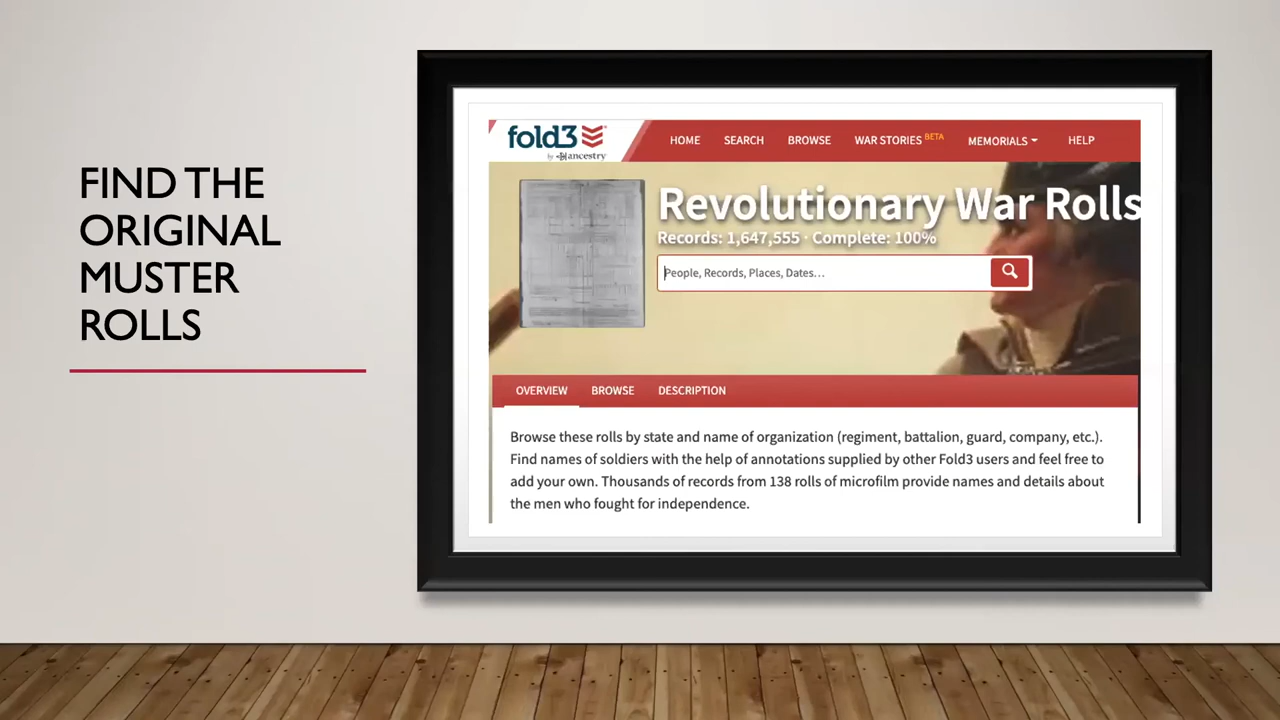 FIND THE
ORIGINAL
MUSTER
ROLLS
fold3
by ancestry
HOME SEARCH BROWSE WAR STORIES BETA MEMORIALS HELP
Revolutionary War Rolls
Records: 1,647,555 · Complete: 100%
People, Records, Places, Dates...
OVERVIEW BROWSE DESCRIPTION
Browse these rolls by state and name of organization (regiment, battalion, guard, company, etc.).
Find names of soldiers with the help of annotations supplied by other Fold3 users and feel free to
add your own. Thousands of records from 138 rolls of microfilm provide names and details about
the men who fought for independence.